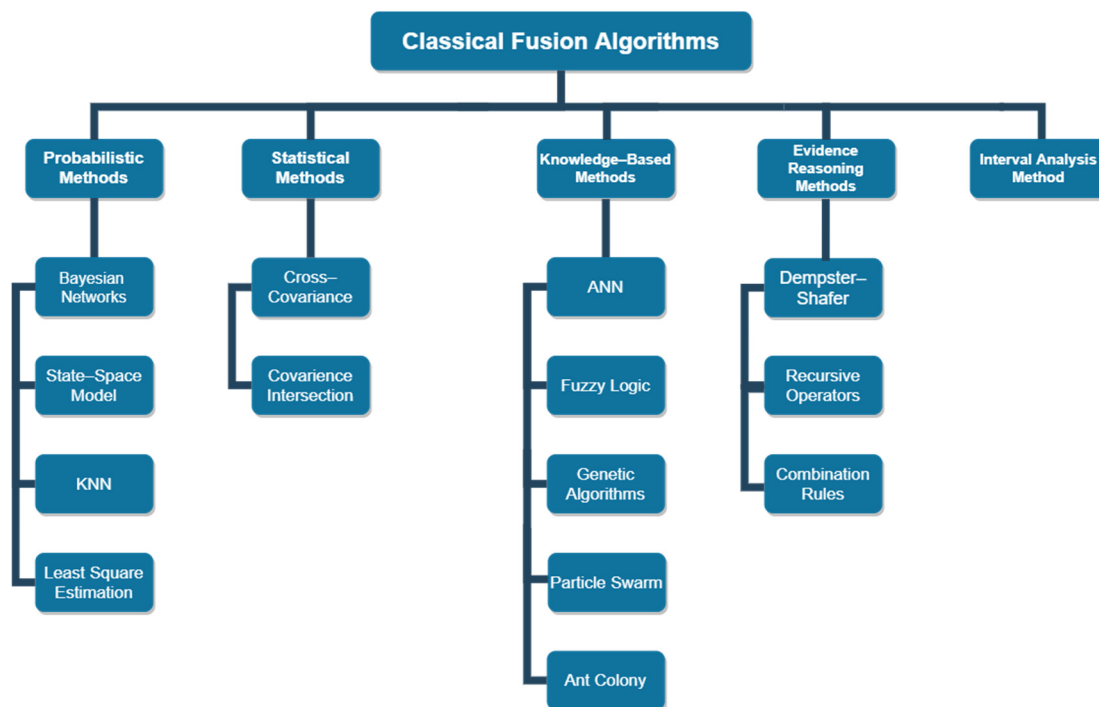 Classical Fusion Algorithms
Probabilistic
Methods
Statistical
Methods
Knowledge–Based
Methods
Evidence
Reasoning
Methods
Interval Analysis
Method
Bayesian
Networks
State–Space
Model
KNN
Least Square
Estimation
Cross–
Covariance
Covarience
Intersection
ANN
Fuzzy Logic
Genetic
Algorithms
Particle Swarm
Ant Colony
Dempster–
Shafer
Recursive
Operators
Combination
Rules